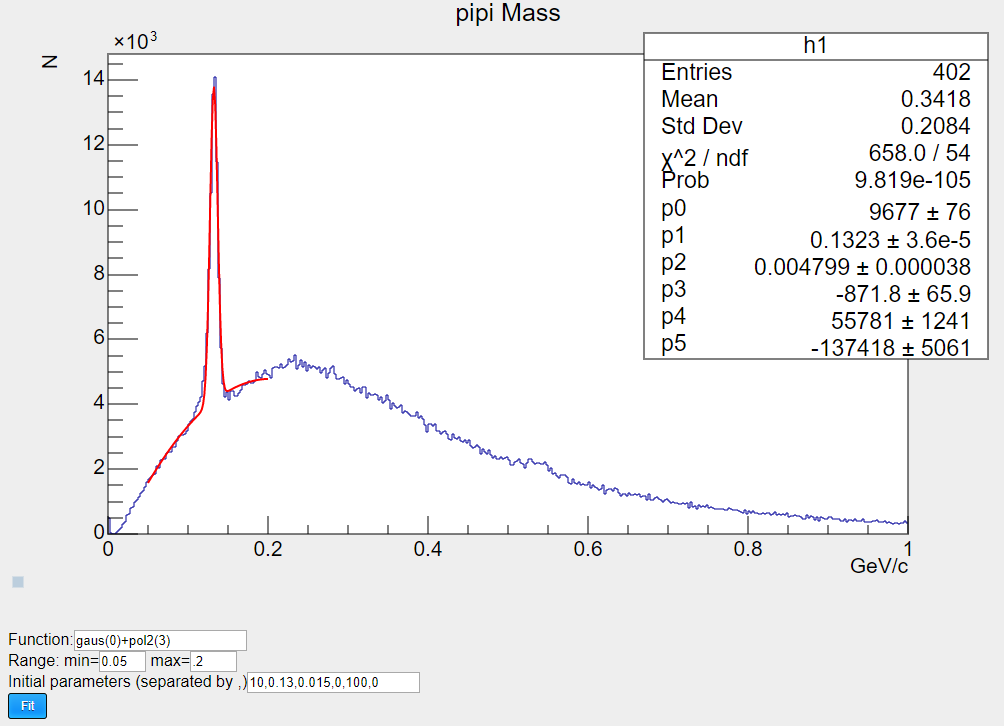 pipi Mass
×10³
N
14
12
10
8
6
4
2
0
0 0.2 0.4 0.6 0.8 1
GeV/c
h1
Entries 402
Mean 0.3418
Std Dev 0.2084
χ^2 / ndf 658.0 / 54
Prob 9.819e-105
p0 9677 ± 76
p1 0.1323 ± 3.6e-5
p2 0.004799 ± 0.000038
p3 -871.8 ± 65.9
p4 55781 ± 1241
p5 -137418 ± 5061
Function: gaus(0)+pol2(3)
Range: min= 0.05 max= .2
Initial parameters (separated by ,) 10,0.13,0.015,0,100,0
Fit